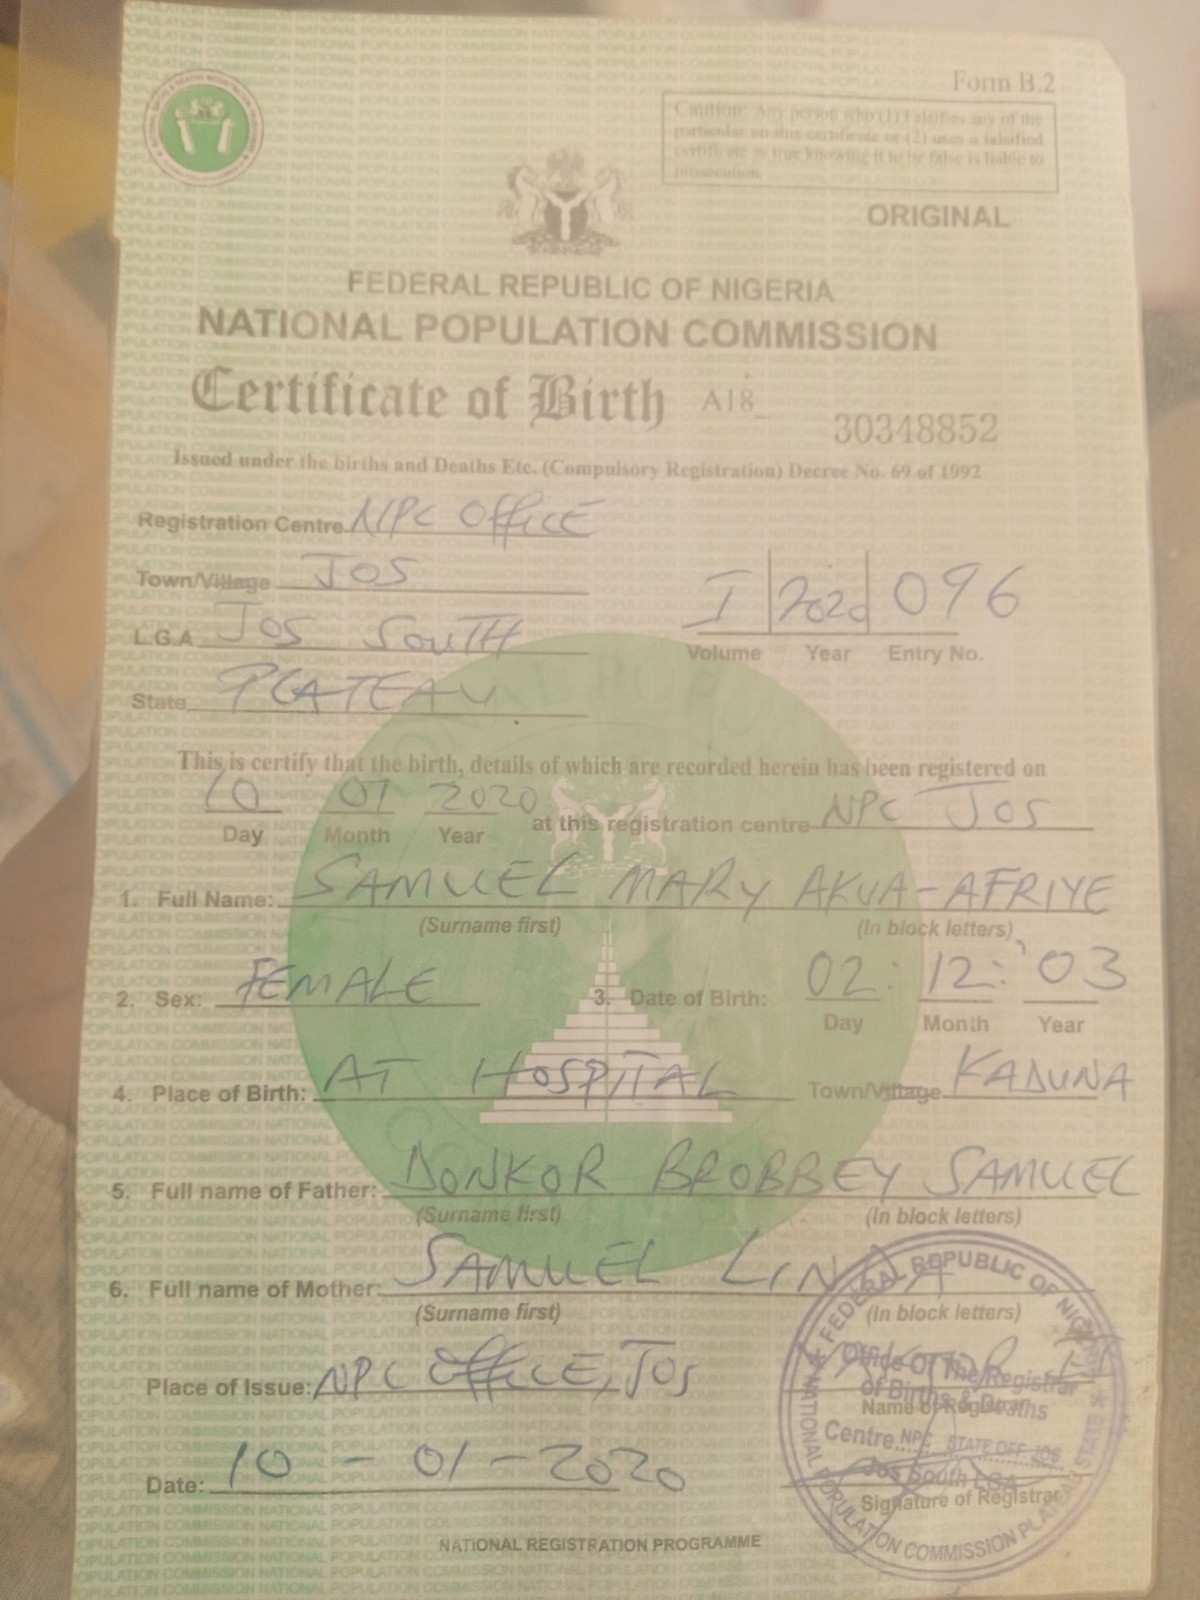 Form B.2
Caution: Any person who (1) falsifies any of the
particular on this certificate or (2) uses a falsified
certificate as true knowing it to be false is liable to
prosecution.
ORIGINAL
FEDERAL REPUBLIC OF NIGERIA
NATIONAL POPULATION COMMISSION
Certificate of Birth A18_ 30348852
Issued under the births and Deaths Etc. (Compulsory Registration) Decree No. 69 of 1992
Registration Centre NPC OFFICE
Town/Village JOS
L.G.A JOS SOUTH
I 2020 096
Volume Year Entry No.
State PLATEAU
This is certify that the birth, details of which are recorded herein has been registered on
10 01 2020 at this registration centre NPC JOS
Day Month Year
1. Full Name: SAMUEL MARY AKUA-AFRIYE
(Surname first) (In block letters)
2. Sex: FEMALE 3. Date of Birth: 02 : 12 : '03
Day Month Year
4. Place of Birth: AT HOSPITAL Town/Village KADUNA
5. Full name of Father: DONKOR BROBBEY SAMUEL
(Surname first) (In block letters)
6. Full name of Mother: SAMUEL LINDA
(Surname first) (In block letters)
Place of Issue: NPC OFFICE, JOS
Name of Registrar
Date: 10 - 01 - 2020
Signature of Registrar
NATIONAL REGISTRATION PROGRAMME
FEDERAL REPUBLIC OF NIGERIA
Office Of The Registrar
of Births & Deaths
Centre NPC STATE OFF JOS
Jos South LGA
NATIONAL POPULATION COMMISSION